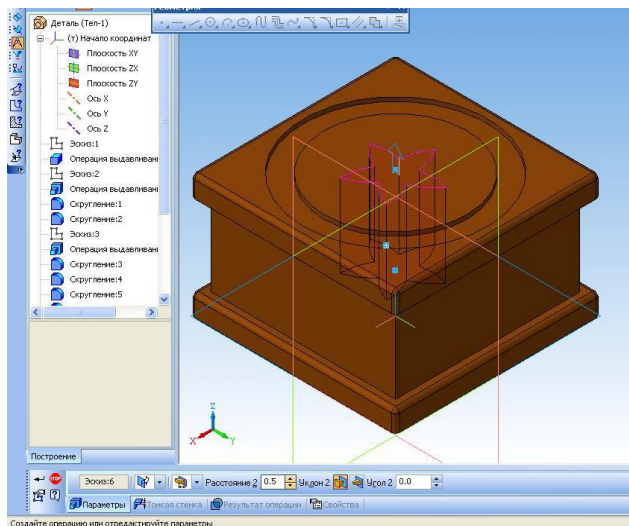 Деталь (Тел-1)
(т) Начало координат
Плоскость XY
Плоскость ZX
Плоскость ZY
Ось X
Ось Y
Ось Z
Эскиз:1
Операция выдавливани
Эскиз:2
Операция выдавливани
Скругление:1
Скругление:2
Эскиз:3
Операция выдавливани
Скругление:3
Скругление:4
Скругление:5
Построение
Z
X
Y
Эскиз:6
Расстояние 2 0.5 Уклон 2 Угол 2 0.0
Параметры Тонкая стенка Результат операции Свойства
Создайте операцию или отредактируйте параметры